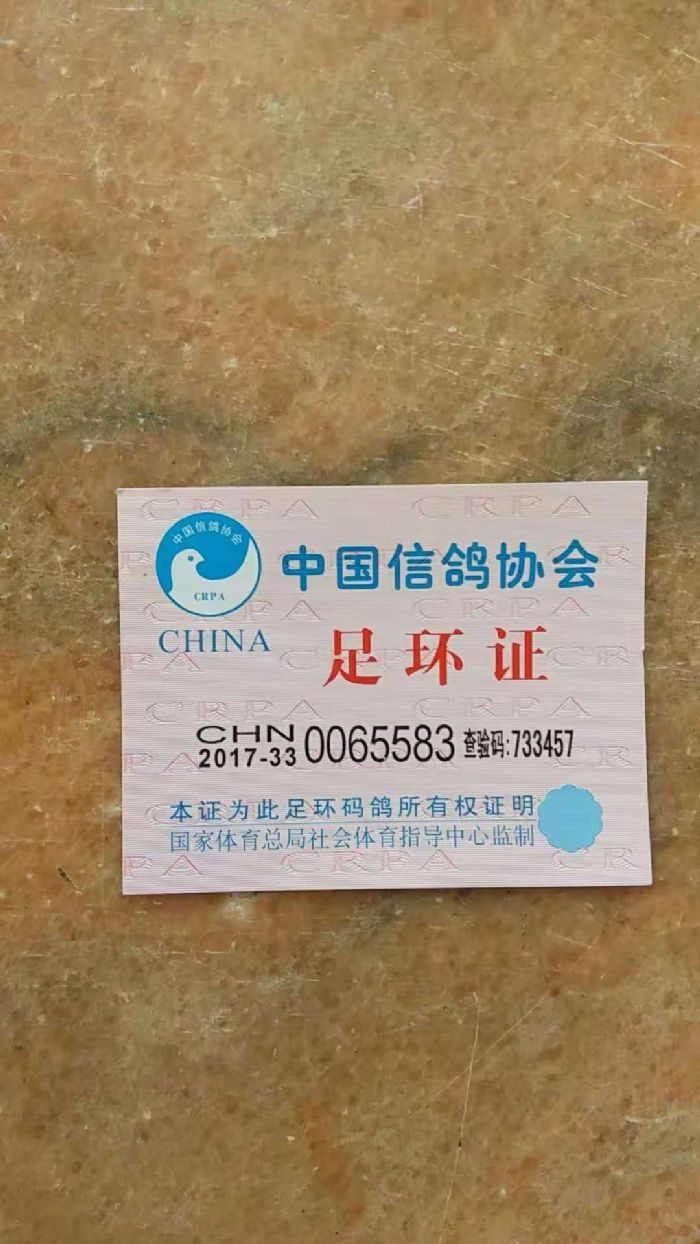 中国信鸽协会
CRPA
CHINA
中国信鸽协会
足环证
CHN
2017-33 0065583 查验码:733457
本证为此足环码鸽所有权证明
国家体育总局社会体育指导中心监制